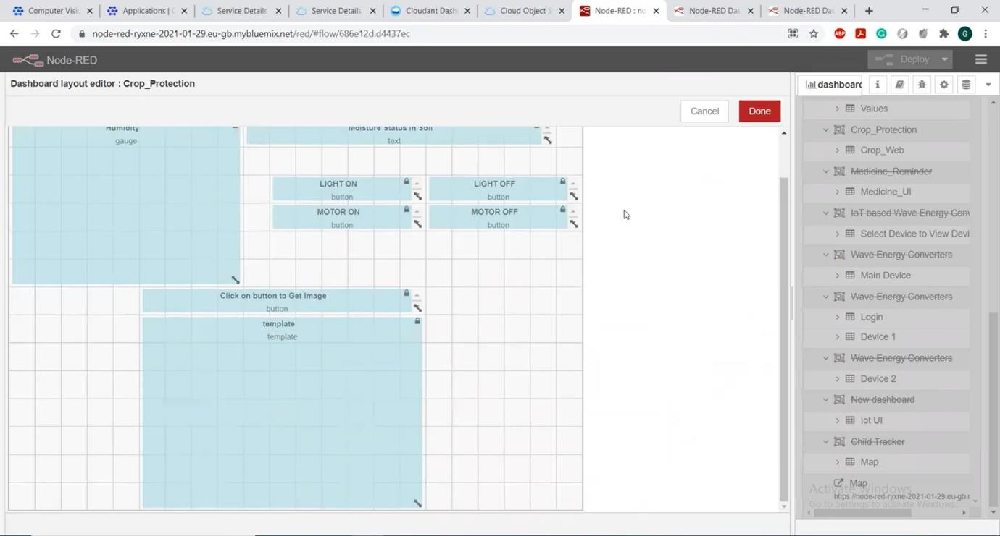 Computer Visi
Applications | C
Service Details
Service Details
Cloudant Dash
Cloud Object S
Node-RED : no
Node-RED Das
Node-RED Das
node-red-ryxne-2021-01-29.eu-gb.mybluemix.net/red/#flow/686e12d.d4437ec
ABP
G
Node-RED
Deploy
Dashboard layout editor : Crop_Protection
dashboard
Cancel
Done
Humidity
gauge
Moisture Status in Soil
text
LIGHT ON
button
LIGHT OFF
button
MOTOR ON
button
MOTOR OFF
button
Click on button to Get Image
button
template
template
Values
Crop_Protection
Crop_Web
Medicine_Reminder
Medicine_UI
IoT based Wave Energy Conv
Select Device to View Devi
Wave Energy Converters
Main Device
Wave Energy Converters
Login
Device 1
Wave Energy Converters
Device 2
New dashboard
Iot UI
Child Tracker
Map
Map
https://node-red-ryxne-2021-01-29.eu-gb.r
Activate Windows
Go to Settings to activate Windows.